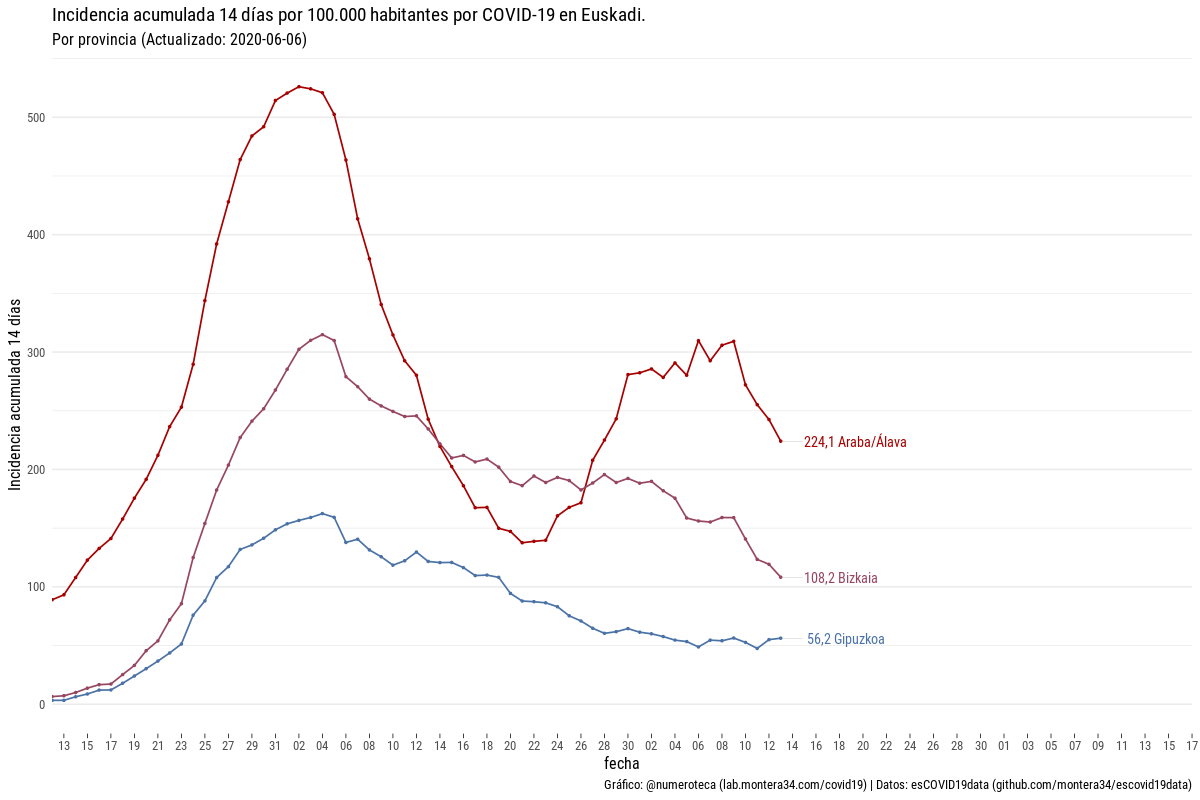 Incidencia acumulada 14 días por 100.000 habitantes por COVID-19 en Euskadi.
Por provincia (Actualizado: 2020-06-06)
Incidencia acumulada 14 días
500
400
300
200
100
0
224,1 Araba/Álava
108,2 Bizkaia
56,2 Gipuzkoa
13 15 17 19 21 23 25 27 29 31 02 04 06 08 10 12 14 16 18 20 22 24 26 28 30 02 04 06 08 10 12 14 16 18 20 22 24 26 28 30 01 03 05 07 09 11 13 15 17
fecha
Gráfico: @numeroteca (lab.montera34.com/covid19) | Datos: esCOVID19data (github.com/montera34/escovid19data)